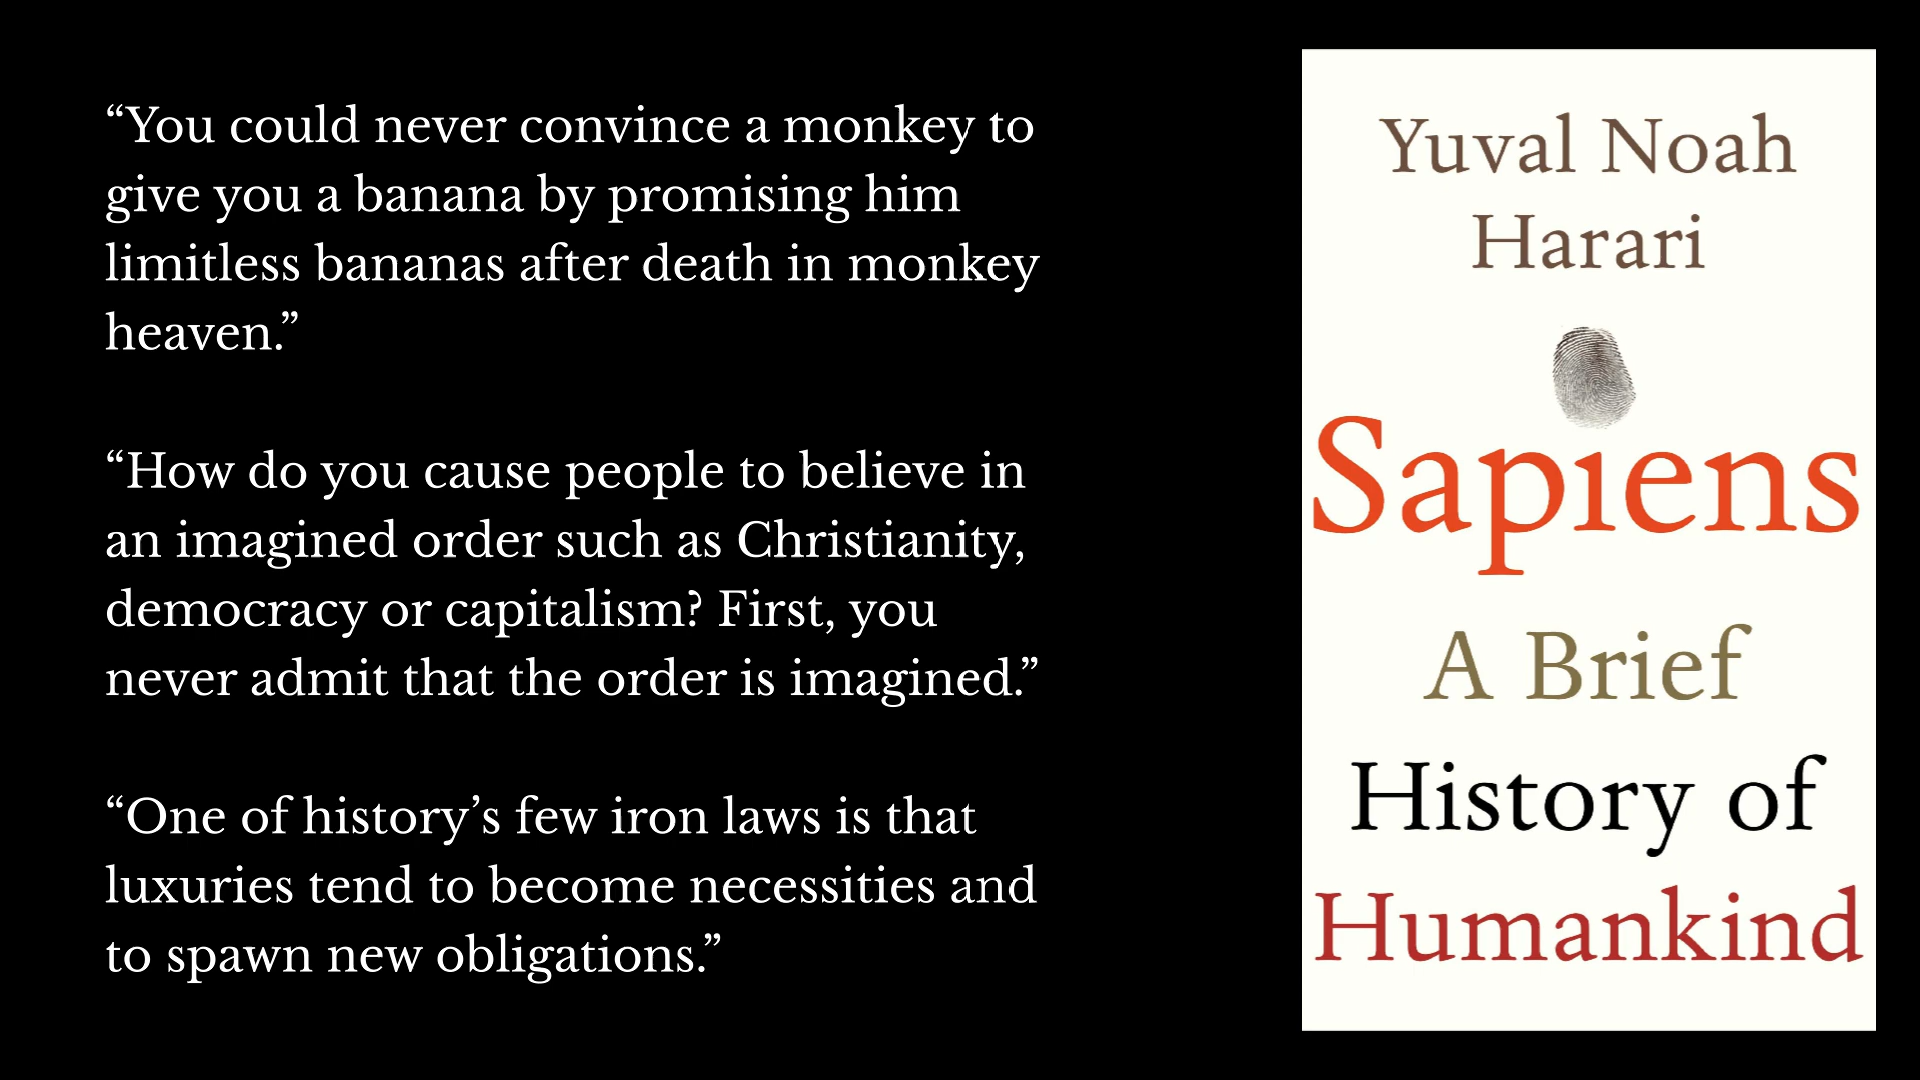 “You could never convince a monkey to
give you a banana by promising him
limitless bananas after death in monkey
heaven.”
“How do you cause people to believe in
an imagined order such as Christianity,
democracy or capitalism? First, you
never admit that the order is imagined.”
“One of history’s few iron laws is that
luxuries tend to become necessities and
to spawn new obligations.”
Yuval Noah
Harari
Sapiens
A Brief
History of
Humankind